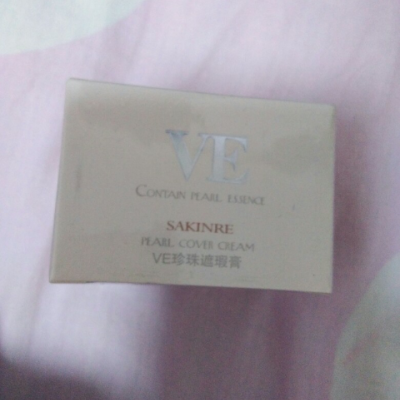 VE
CONTAIN PEARL ESSENCE
SAKINRE
PEARL COVER CREAM
VE珍珠遮瑕膏